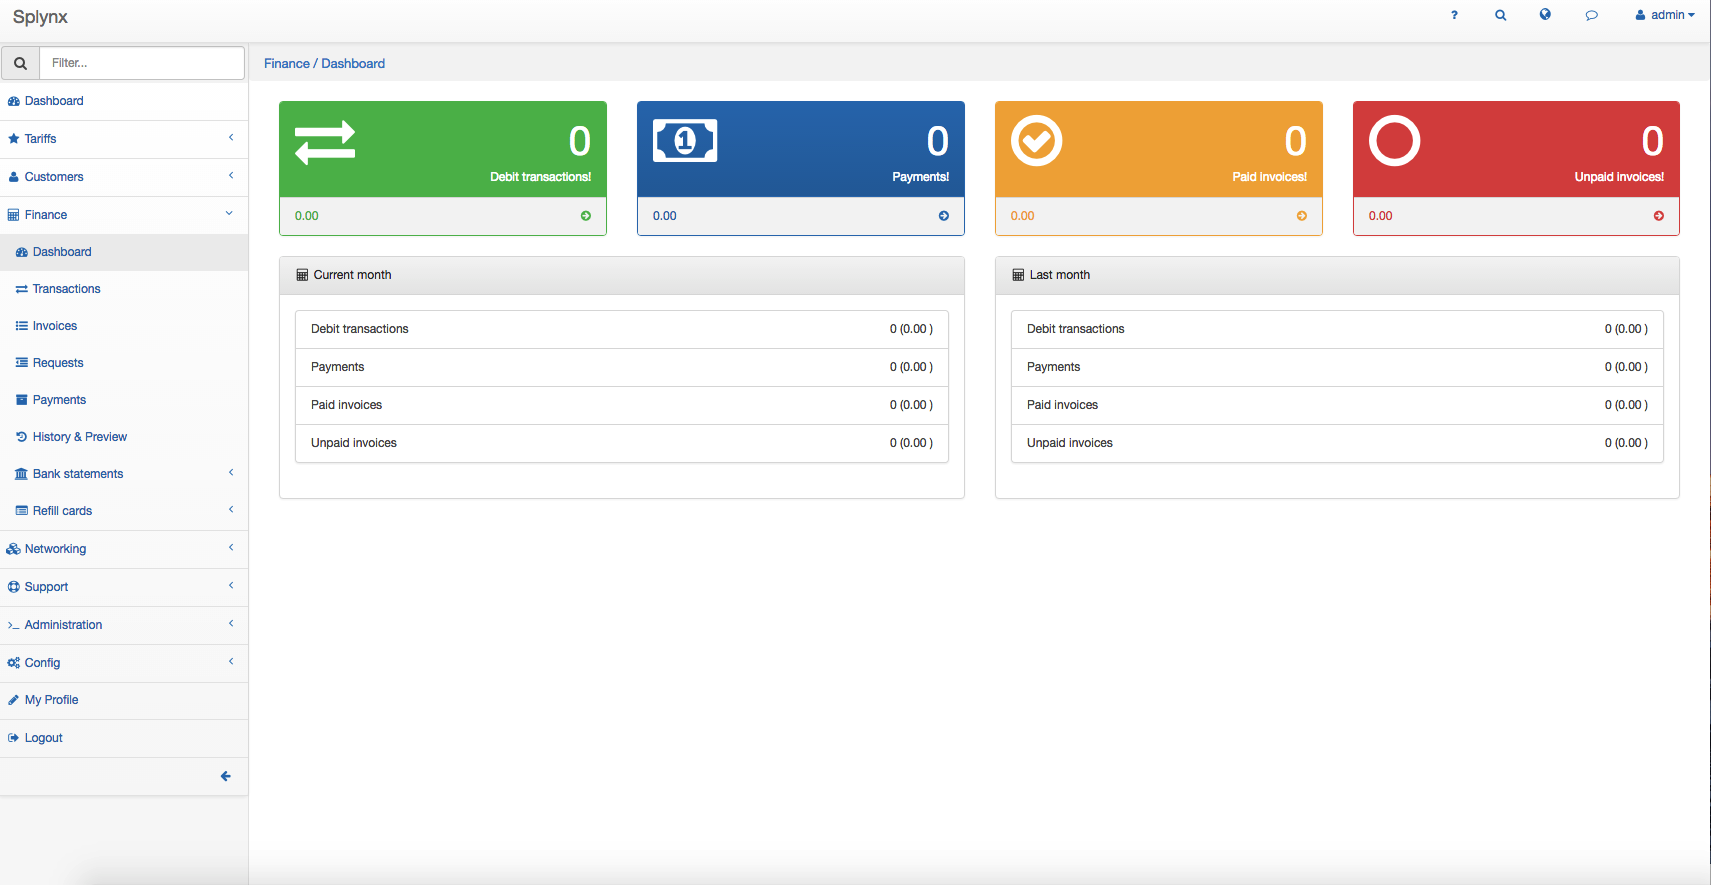 Splynx
?
admin
Filter...
Finance / Dashboard
Dashboard
Tariffs
Customers
Finance
Dashboard
Transactions
Invoices
Requests
Payments
History & Preview
Bank statements
Refill cards
Networking
Support
Administration
Config
My Profile
Logout
0
Debit transactions!
0.00
1
0
Payments!
0.00
0
Paid invoices!
0.00
0
Unpaid invoices!
0.00
Current month
Debit transactions 0 (0.00 )
Payments 0 (0.00 )
Paid invoices 0 (0.00 )
Unpaid invoices 0 (0.00 )
Last month
Debit transactions 0 (0.00 )
Payments 0 (0.00 )
Paid invoices 0 (0.00 )
Unpaid invoices 0 (0.00 )